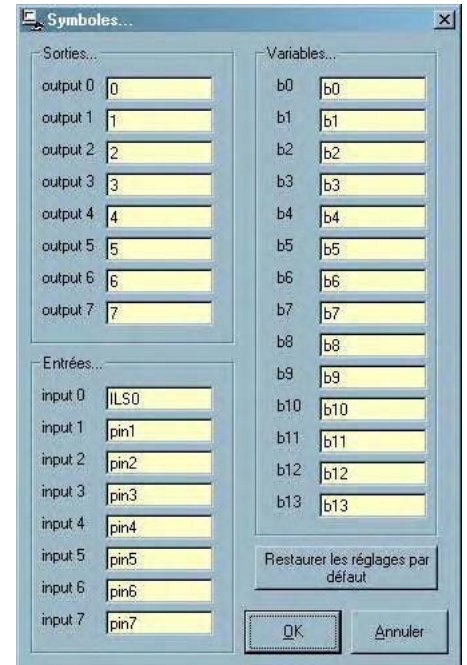 Symboles...
Sorties...
output 0 0
output 1 1
output 2 2
output 3 3
output 4 4
output 5 5
output 6 6
output 7 7
Entrées...
input 0 ILS0
input 1 pin1
input 2 pin2
input 3 pin3
input 4 pin4
input 5 pin5
input 6 pin6
input 7 pin7
Variables...
b0 b0
b1 b1
b2 b2
b3 b3
b4 b4
b5 b5
b6 b6
b7 b7
b8 b8
b9 b9
b10 b10
b11 b11
b12 b12
b13 b13
Restaurer les réglages par
défaut
OK
Annuler